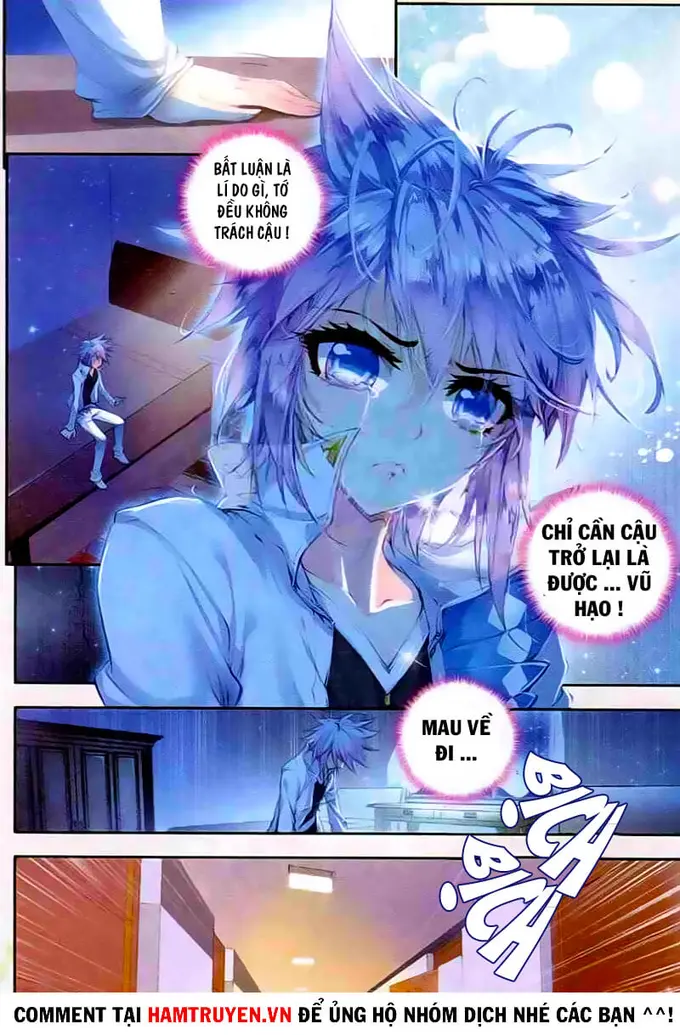 BẤT LUẬN LÀ
LÍ DO GÌ, TỚ
ĐỀU KHÔNG
TRÁCH CẬU !
CHỈ CẦN CẬU
TRỞ LẠI LÀ
ĐƯỢC ... VŨ
HẠO !
MAU VỀ
ĐI ...
BỊCH
BỊCH
COMMENT TẠI HAMTRUYEN.VN ĐỂ ỦNG HỘ NHÓM DỊCH NHÉ CÁC BẠN ^^!